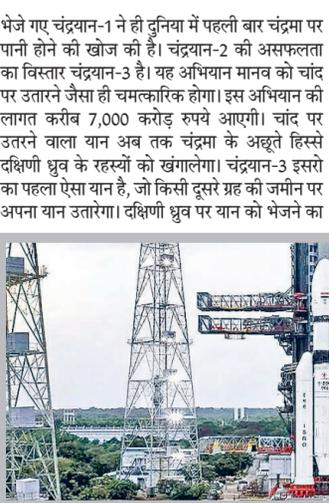 भेजे गए चंद्रयान-1 ने ही दुनिया में पहली बार चंद्रमा पर
पानी होने की खोज की है। चंद्रयान-2 की असफलता
का विस्तार चंद्रयान-3 है। यह अभियान मानव को चांद
पर उतारने जैसा ही चमत्कारिक होगा। इस अभियान की
लागत करीब 7,000 करोड़ रुपये आएगी। चांद पर
उतरने वाला यान अब तक चंद्रमा के अछूते हिस्से
दक्षिणी ध्रुव के रहस्यों को खंगालेगा। चंद्रयान-3 इसरो
का पहला ऐसा यान है, जो किसी दूसरे ग्रह की जमीन पर
अपना यान उतारेगा। दक्षिणी ध्रुव पर यान को भेजने का